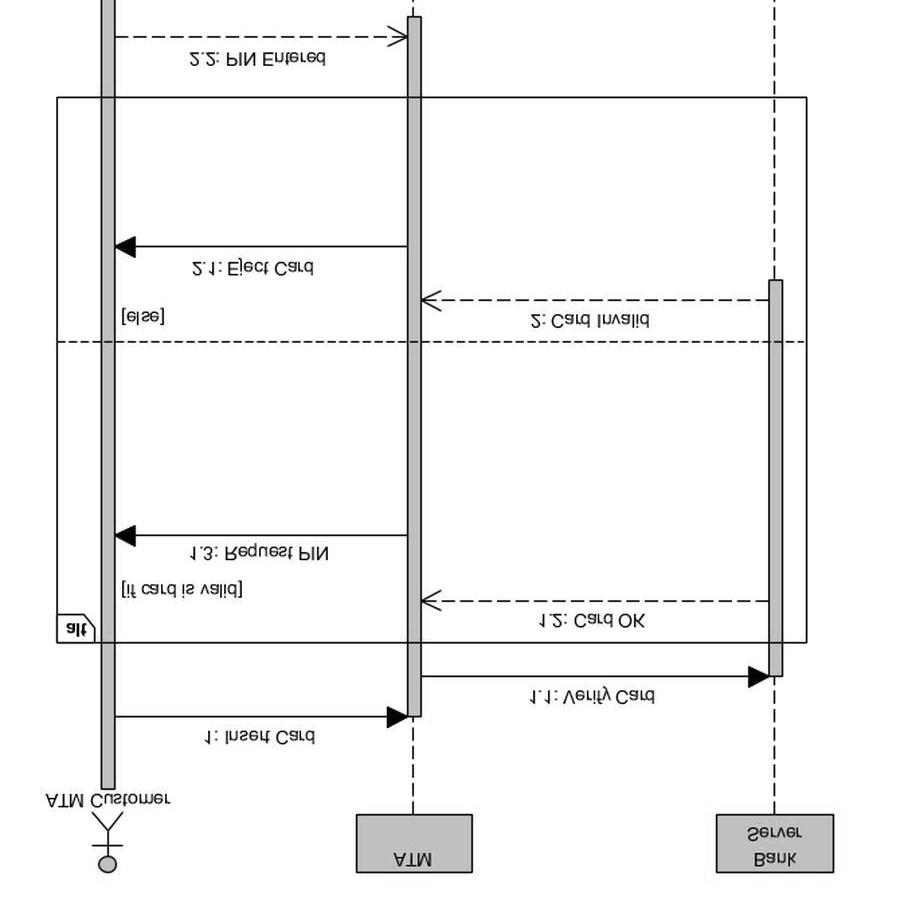 ATM
Bank
Server
ATM Customer
1: Insert Card
1.1: Verify Card
alt
1.2: Card OK
[if card is valid]
1.3: Request PIN
2: Card Invalid
[else]
2.1: Eject Card
2.2: PIN Entered